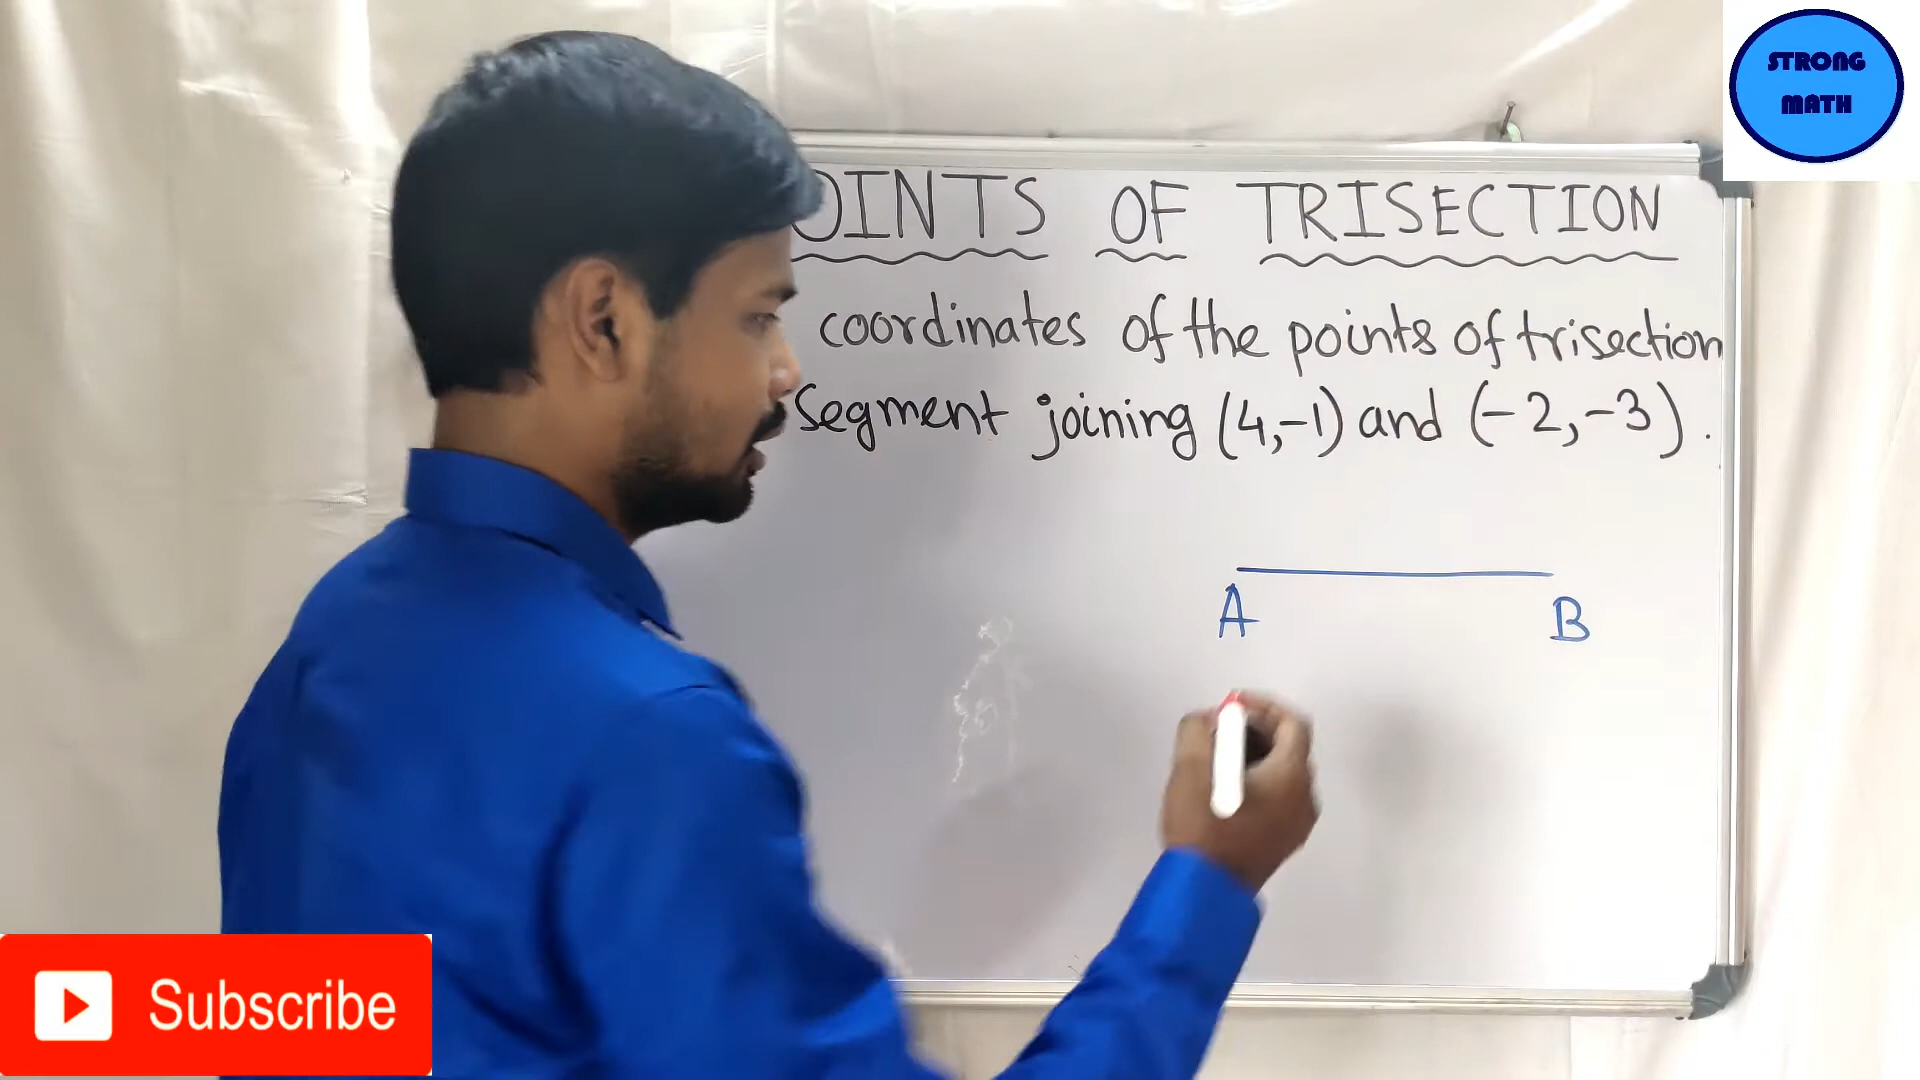 STRONG
MATH
OINTS OF TRISECTION
coordinates of the points of trisection
Segment joining (4,-1) and (-2,-3).
A B
Subscribe